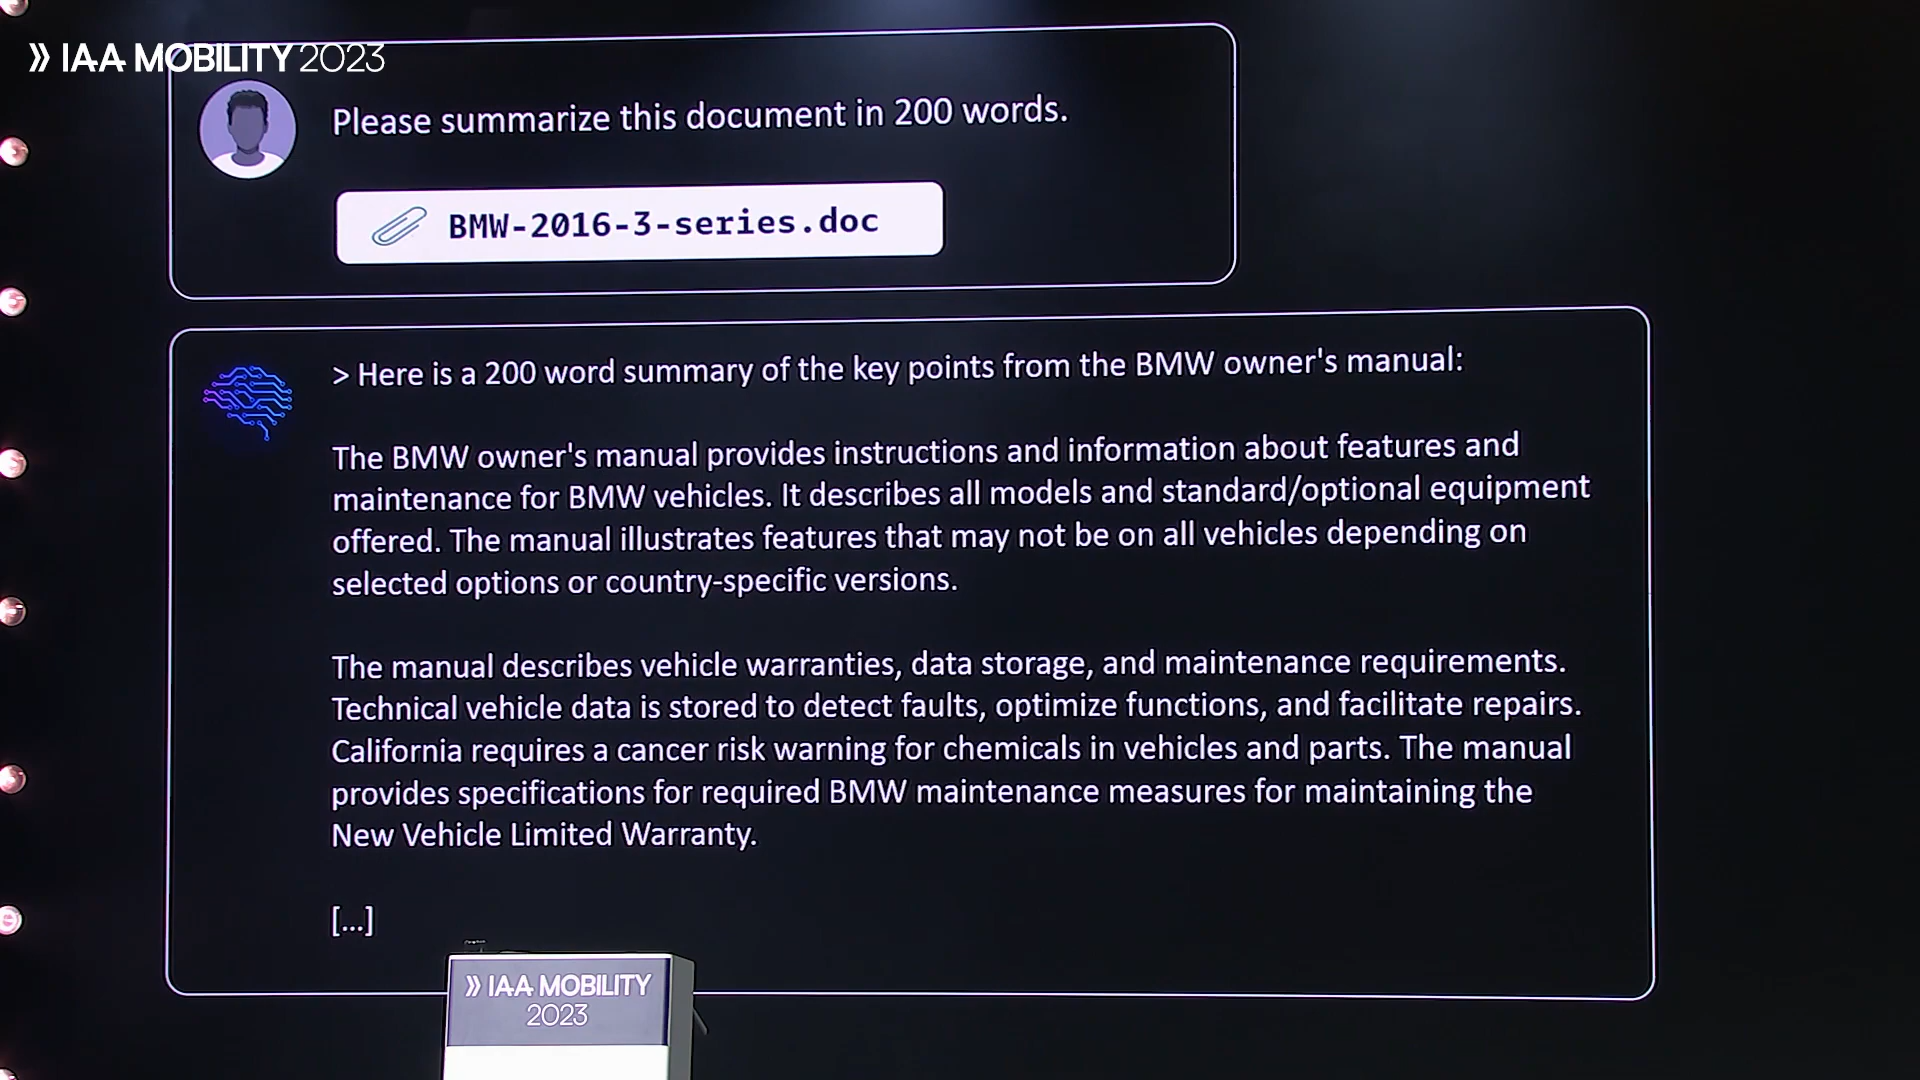 IAA MOBILITY 2023
Please summarize this document in 200 words.
BMW-2016-3-series.doc
> Here is a 200 word summary of the key points from the BMW owner's manual:
The BMW owner's manual provides instructions and information about features and
maintenance for BMW vehicles. It describes all models and standard/optional equipment
offered. The manual illustrates features that may not be on all vehicles depending on
selected options or country-specific versions.
The manual describes vehicle warranties, data storage, and maintenance requirements.
Technical vehicle data is stored to detect faults, optimize functions, and facilitate repairs.
California requires a cancer risk warning for chemicals in vehicles and parts. The manual
provides specifications for required BMW maintenance measures for maintaining the
New Vehicle Limited Warranty.
[...]
IAA MOBILITY
2023